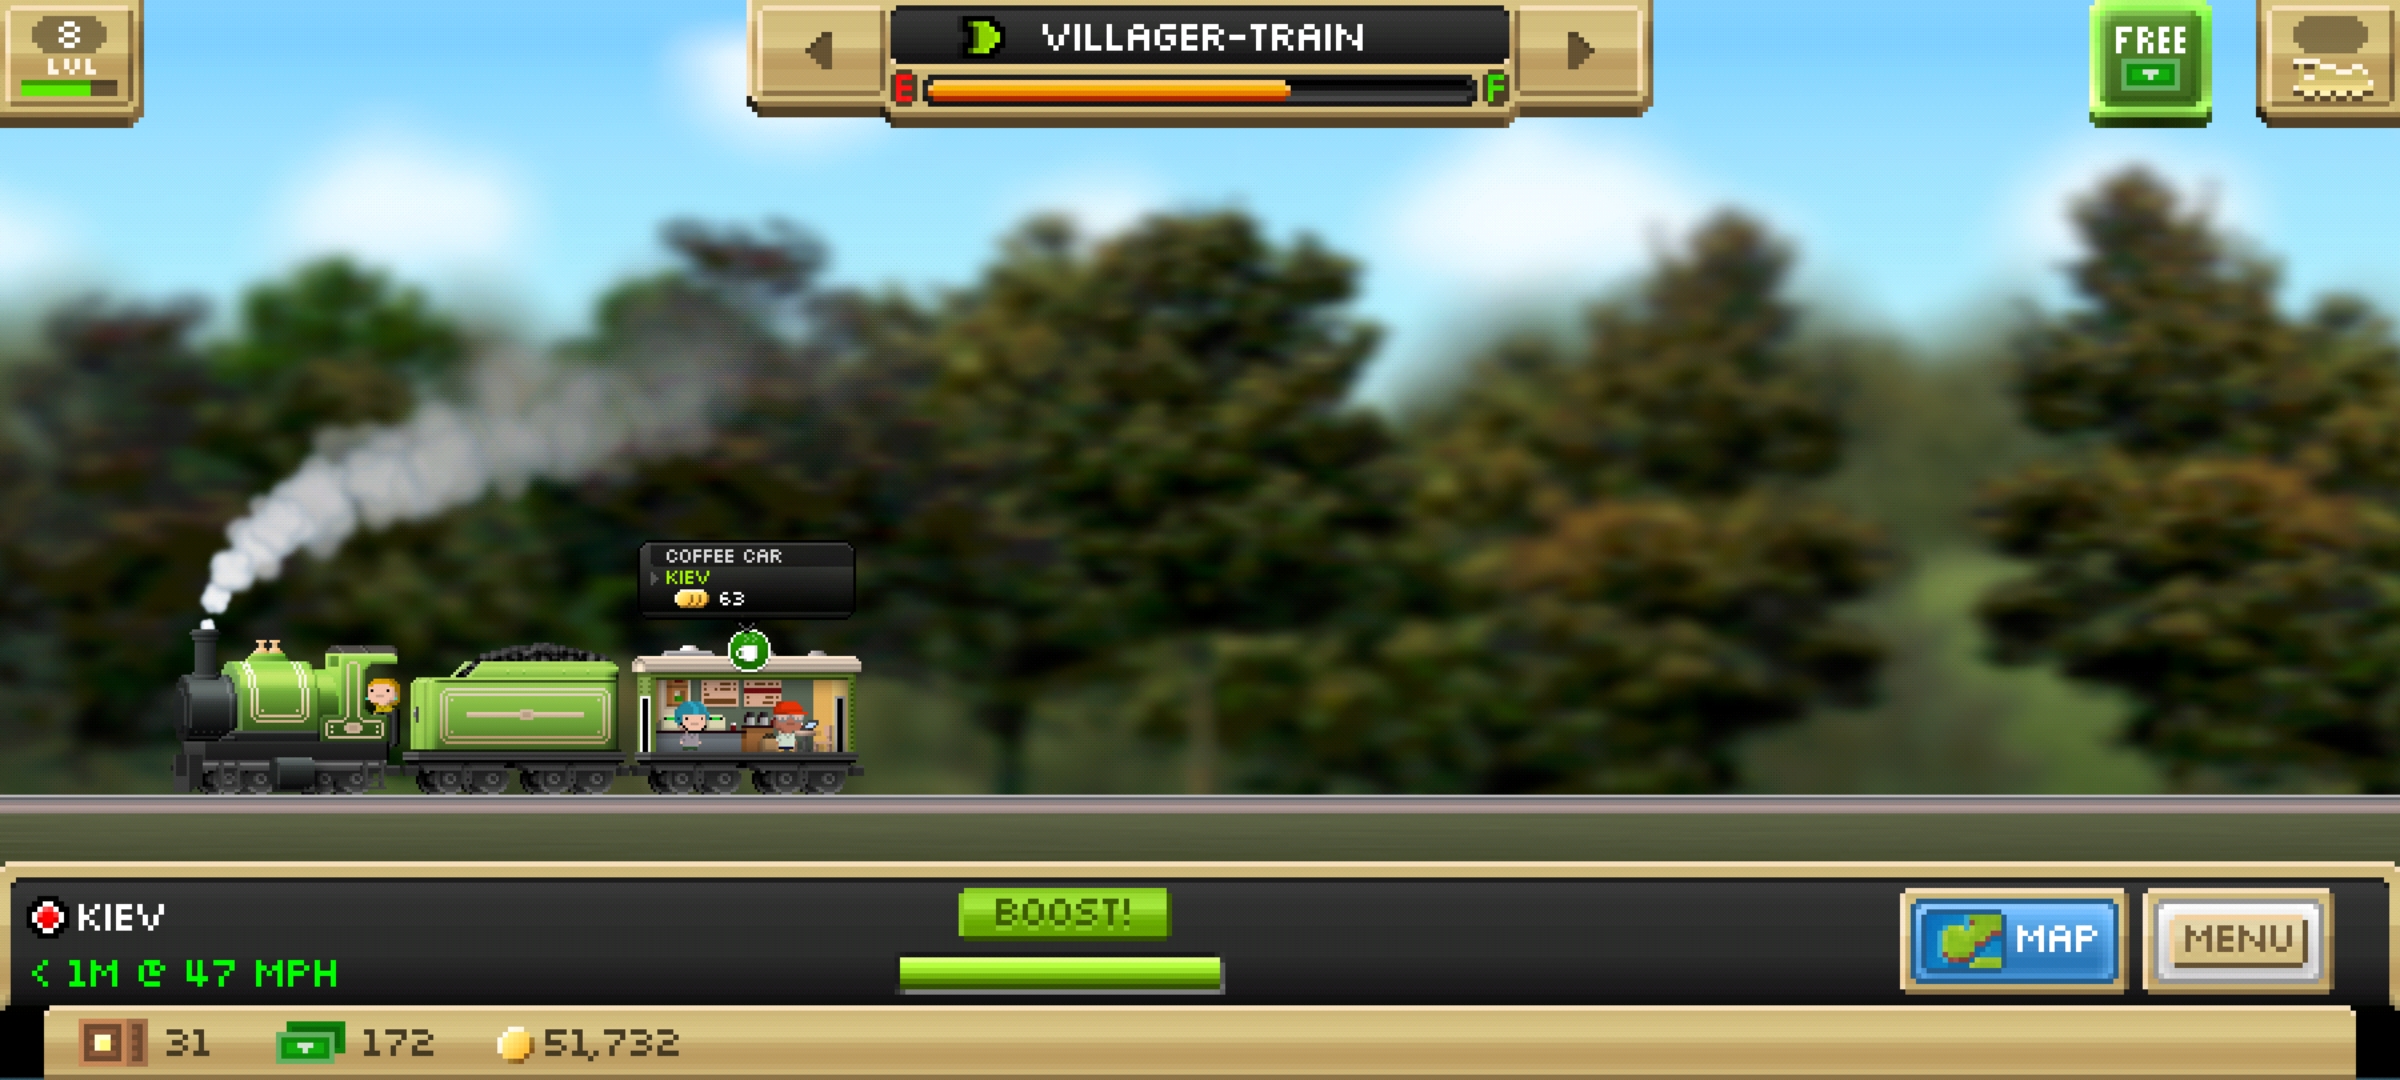 8
LVL
VILLAGER-TRAIN
E
F
FREE
COFFEE CAR
KIEV
63
KIEV
< 1M @ 47 MPH
BOOST!
MAP
MENU
31
172
51,732